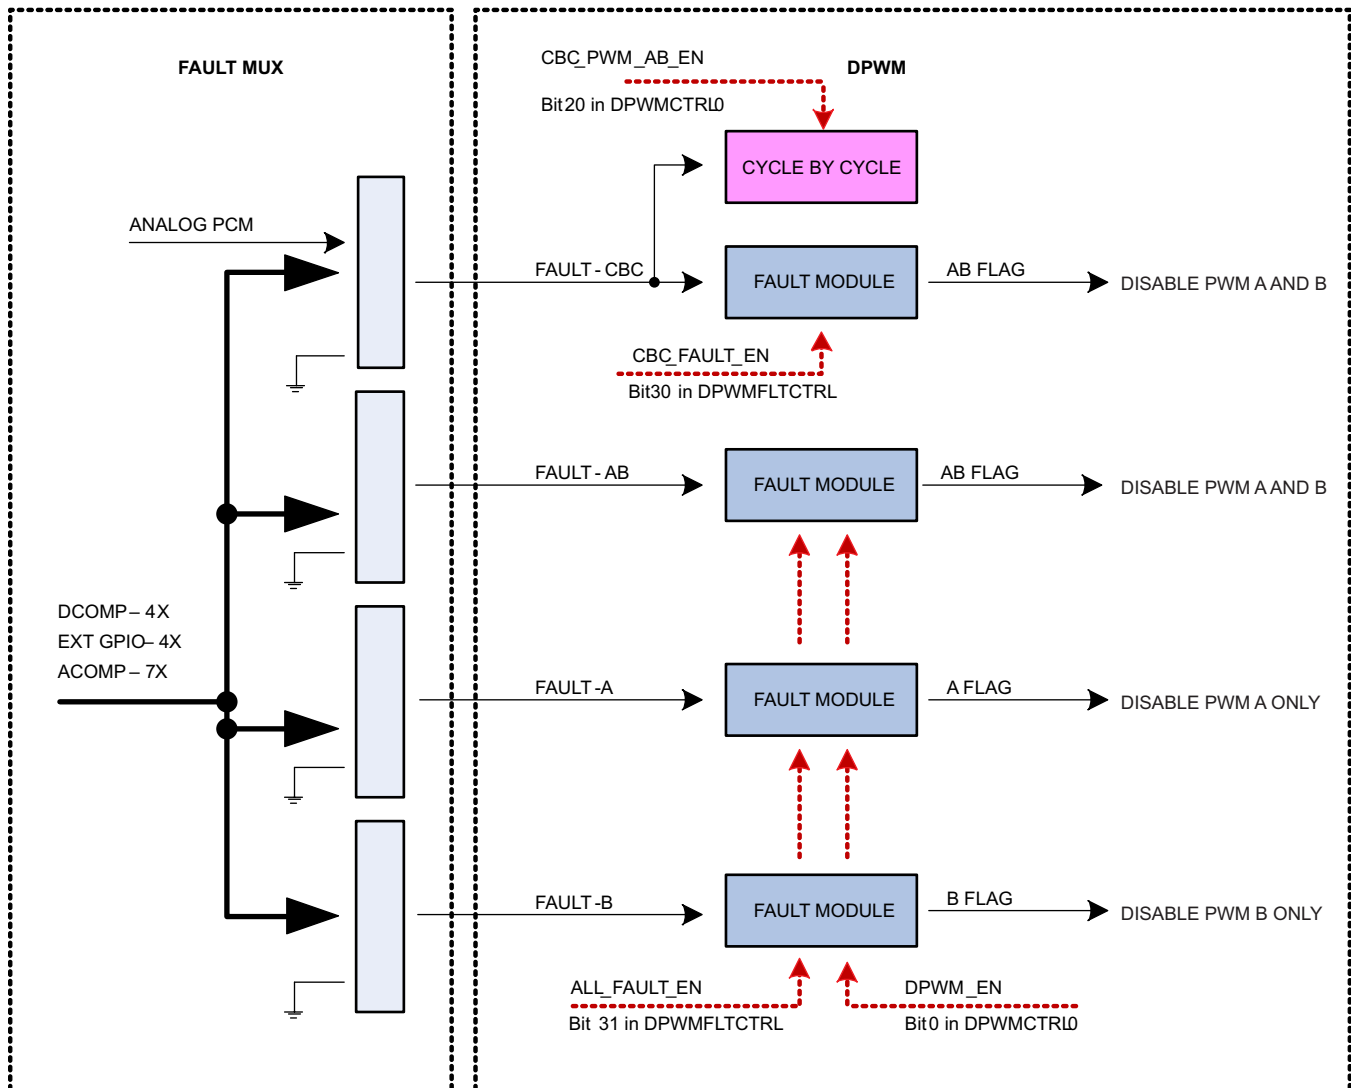 FAULT MUX
DPWM
CBC_PWM_AB_EN
Bit20 in DPWMCTRL0
CYCLE BY CYCLE
ANALOG PCM
FAULT - CBC
FAULT MODULE
AB FLAG
DISABLE PWM A AND B
CBC_FAULT_EN
Bit30 in DPWMFLTCTRL
FAULT - AB
FAULT MODULE
AB FLAG
DISABLE PWM A AND B
DCOMP – 4X
EXT GPIO – 4X
ACOMP – 7X
FAULT -A
FAULT MODULE
A FLAG
DISABLE PWM A ONLY
FAULT -B
FAULT MODULE
B FLAG
DISABLE PWM B ONLY
ALL_FAULT_EN
Bit 31 in DPWMFLTCTRL
DPWM_EN
Bit0 in DPWMCTRL0